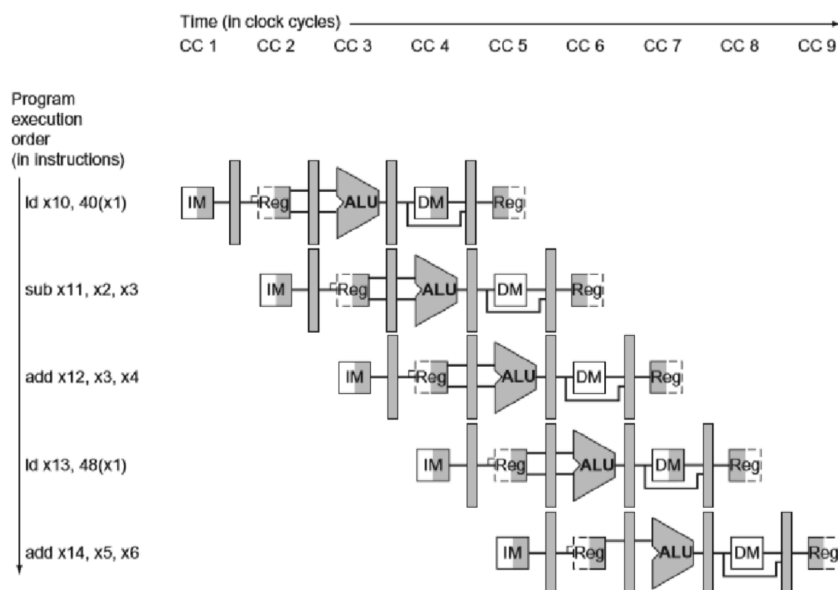 Time (in clock cycles)
CC 1 CC 2 CC 3 CC 4 CC 5 CC 6 CC 7 CC 8 CC 9
Program
execution
order
(in instructions)
ld x10, 40(x1) IM Reg ALU DM Reg
sub x11, x2, x3 IM Reg ALU DM Reg
add x12, x3, x4 IM Reg ALU DM Reg
ld x13, 48(x1) IM Reg ALU DM Reg
add x14, x5, x6 IM Reg ALU DM Reg